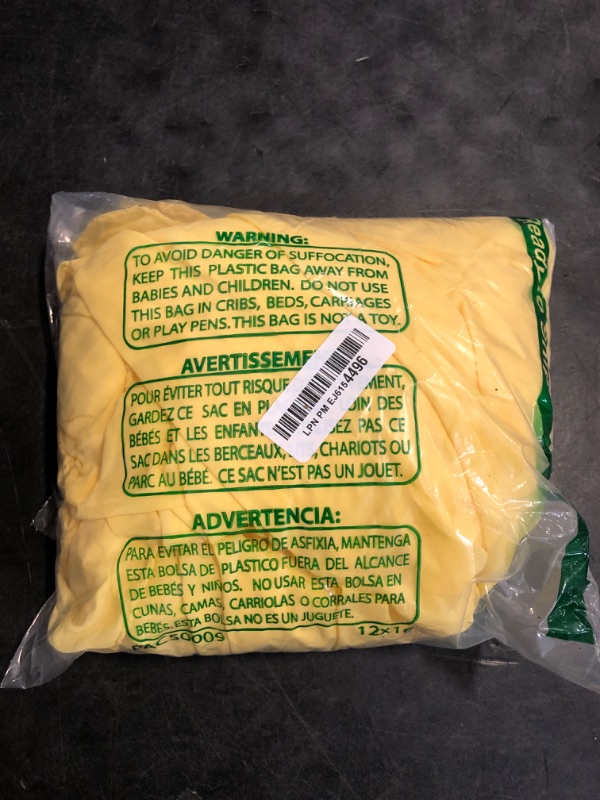 WARNING:
TO AVOID DANGER OF SUFFOCATION,
KEEP THIS PLASTIC BAG AWAY FROM
BABIES AND CHILDREN. DO NOT USE
THIS BAG IN CRIBS, BEDS, CARRIAGES
OR PLAY PENS. THIS BAG IS NOT A TOY.
AVERTISSEME
POUR ÉVITER TOUT RISQUE MENT,
GARDEZ CE SAC EN DES
BÉBÉS ET LES PAS CE
SAC DANS LES BERCEAUX, CHARIOTS OU
PARC AU BÉBÉ. CE SAC N'EST PAS UN JOUET.
LPN PM EJ6154496
ADVERTENCIA:
PARA EVITAR EL PELIGRO DE ASFIXIA, MANTENGA
ESTA BOLSA DE PLASTICO FUERA DEL ALCANCE
DE BEBÉS Y NIÑOS. NO USAR ESTA BOLSA EN
CUNAS, CAMAS, CARRIOLAS O CORRALES PARA
BEBÉS. ESTA BOLSA NO ES UN JUGUETE.